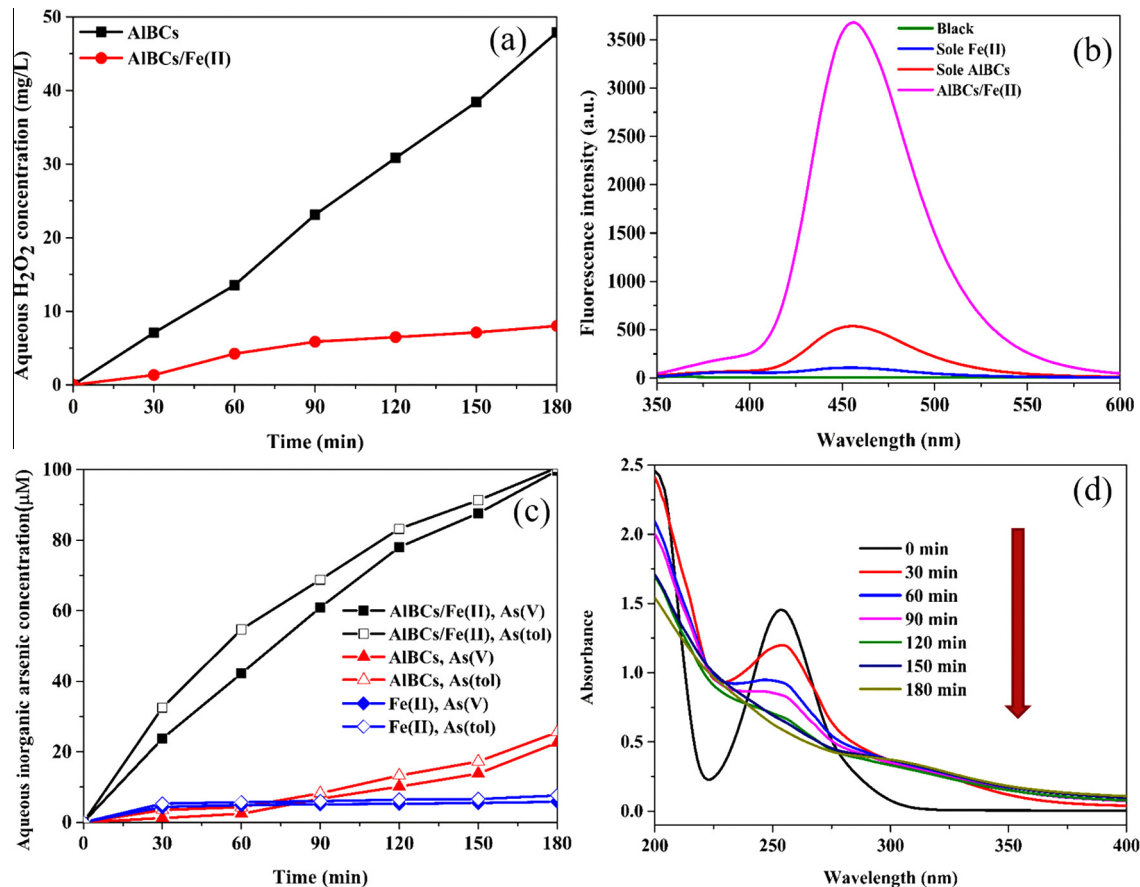 (a)
AlBCs
AlBCs/Fe(II)
Aqueous H2O2 concentration (mg/L)
50
40
30
20
10
0
0 30 60 90 120 150 180
Time (min)
(b)
Black
Sole Fe(II)
Sole AlBCs
AlBCs/Fe(II)
Fluorescence intensity (a.u.)
3500
3000
2500
2000
1500
1000
500
0
350 400 450 500 550 600
Wavelength (nm)
(c)
AlBCs/Fe(II), As(V)
AlBCs/Fe(II), As(tol)
AlBCs, As(V)
AlBCs, As(tol)
Fe(II), As(V)
Fe(II), As(tol)
Aqueous inorganic arsenic concentration(μM)
100
80
60
40
20
0
0 30 60 90 120 150 180
Time (min)
(d)
0 min
30 min
60 min
90 min
120 min
150 min
180 min
Absorbance
2.5
2.0
1.5
1.0
0.5
0.0
200 250 300 350 400
Wavelength (nm)